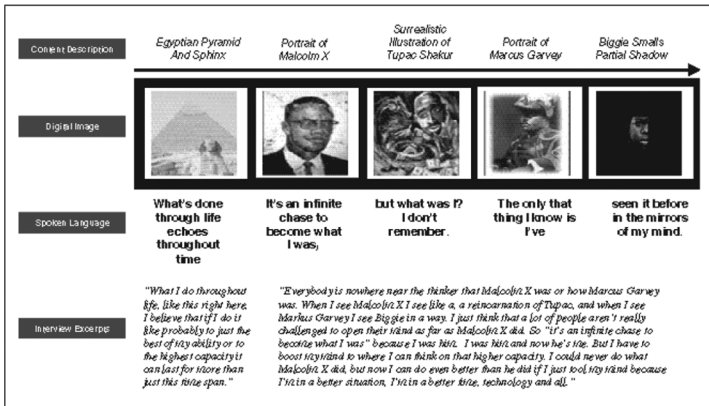 Content Description
Egyptian Pyramid
And Sphinx
Portrait of
Malcolm X
Surrealistic
Illustration of
Tupac Shakur
Portrait of
Marcus Garvey
Biggie Smalls
Partial Shadow
Digital Image
Spoken Language
What's done
through life
echoes
throughout
time
It's an infinite
chase to
become what
I was,
but what was I?
I don't
remember.
The only that
thing I know is
I've
seen it before
in the mirrors
of my mind.
Interview Excerpts
"What I do throughout
life, like this right here,
I believe that if I do it
like probably to just the
best of my ability or to
the highest capacity it
can last for more than
just this time span."
"Everybody is nowhere near the thinker that Malcolm X was or how Marcus Garvey
was. When I see Malcolm X I see like a, a reincarnation of Tupac, and when I see
Markus Garvey I see Biggie in a way. I just think that a lot of people aren't really
challenged to open their mind as far as Malcolm X did. So "it's an infinite chase to
become what I was" because I was him. I was him and now he's me. But I have to
boost my mind to where I can think on that higher capacity. I could never do what
Malcolm X did, but now I can do even better than he did if I just tool my mind because
I'm in a better situation, I'm in a better time, technology and all."